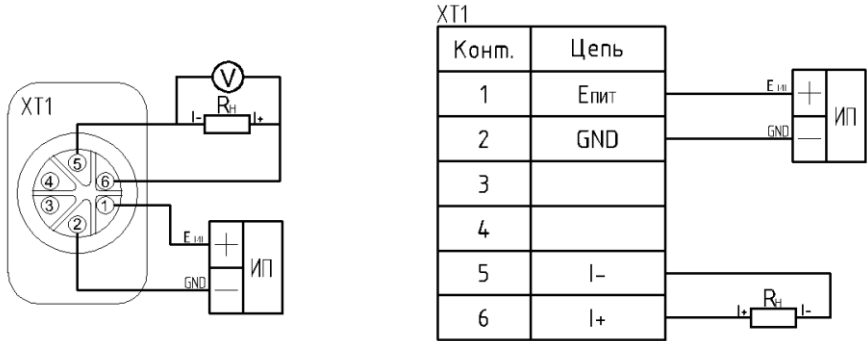 XT1
V
Rн
I-
I+
5
4
6
3
1
2
Eпит
+
ИП
GND
–
XT1
Конт.
Цепь
1
Епит
Eпит
+
ИП
2
GND
GND
–
3
4
5
I-
6
I+
I+
Rн
I-